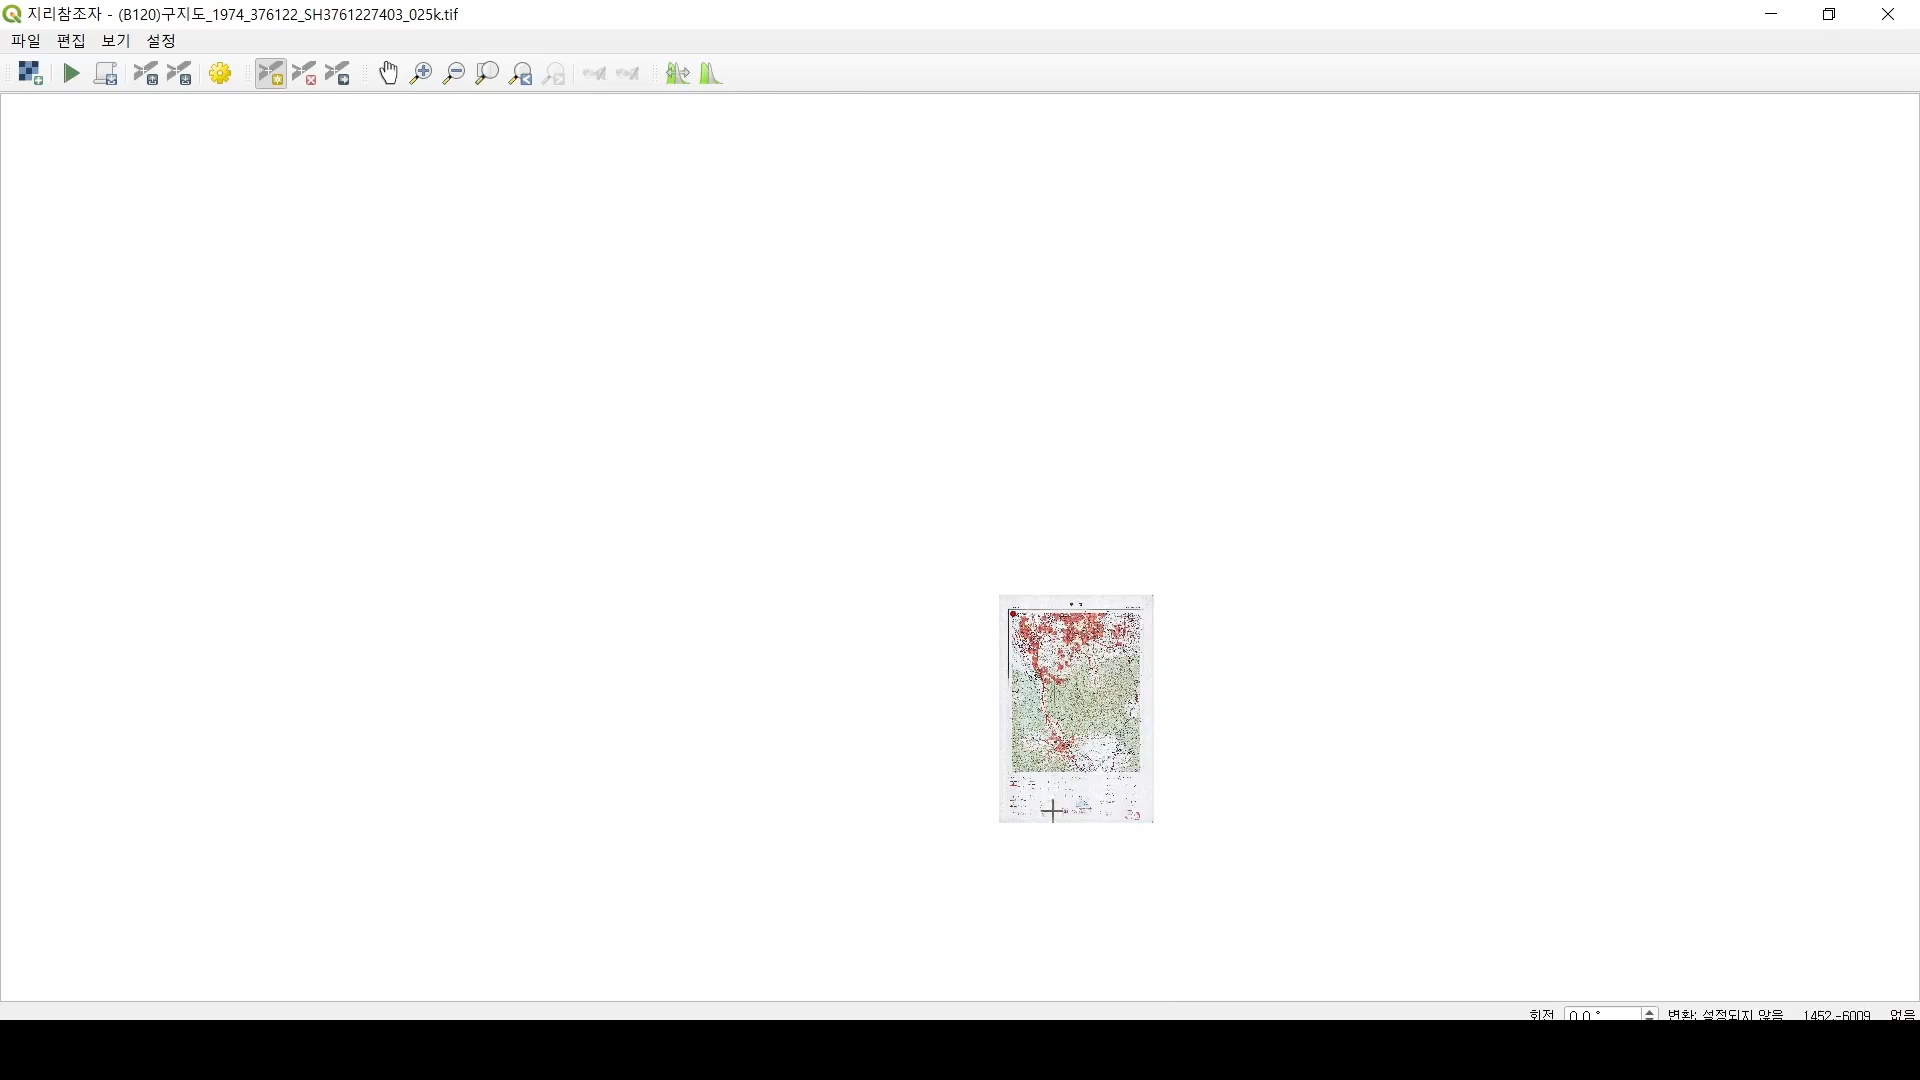 지리참조자 - (B120)구지도_1974_376122_SH3761227403_025k.tif
파일 편집 보기 설정
회전 0.0 ° 변환: 설정되지 않음 1452,-6009 없음